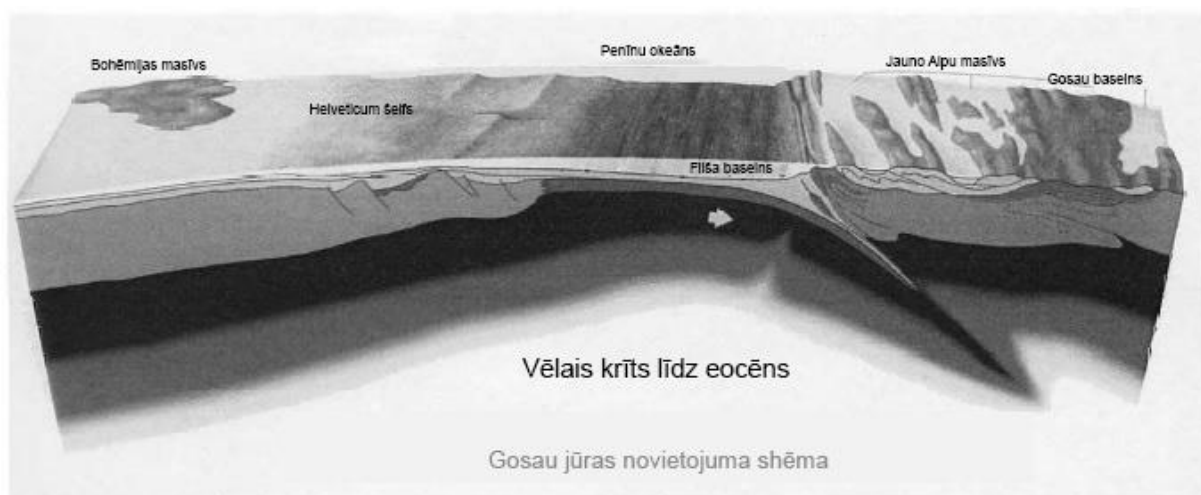 Penīnu okeāns
Bohēmijas masīvs
Jauno Alpu masīvs
Gosau baseins
Helveticum šelfs
Fliša baseins
Vēlais krīts līdz eocēns
Gosau jūras novietojuma shēma